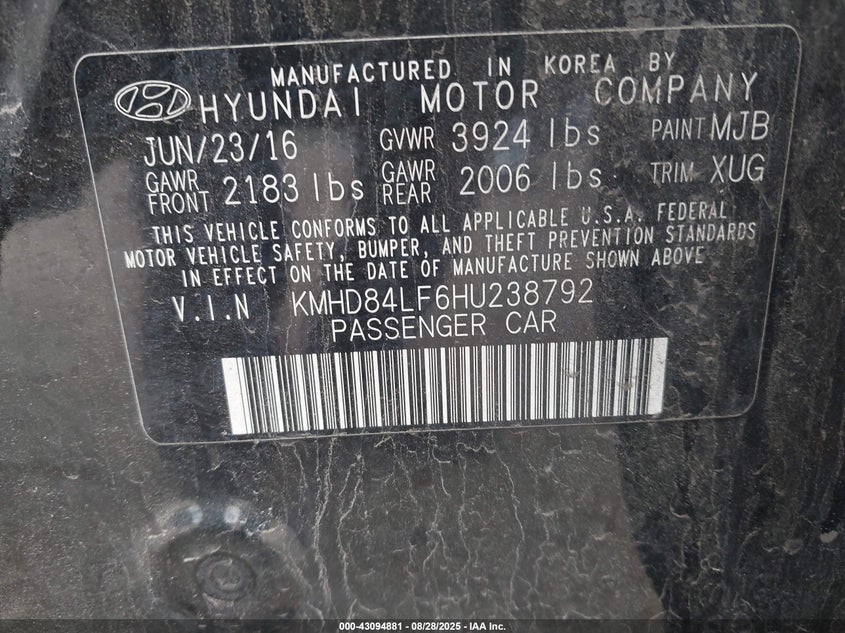 MANUFACTURED IN KOREA BY
HYUNDAI MOTOR COMPANY
JUN/23/16 GVWR 3924 lbs PAINT MJB
GAWR FRONT 2183 lbs GAWR REAR 2006 lbs TRIM XUG
THIS VEHICLE CONFORMS TO ALL APPLICABLE U.S.A. FEDERAL
MOTOR VEHICLE SAFETY, BUMPER, AND THEFT PREVENTION STANDARDS
IN EFFECT ON THE DATE OF MANUFACTURE SHOWN ABOVE
V.I.N KMHD84LF6HU238792
PASSENGER CAR
000-43094881 - 08/28/2025 - IAA Inc.